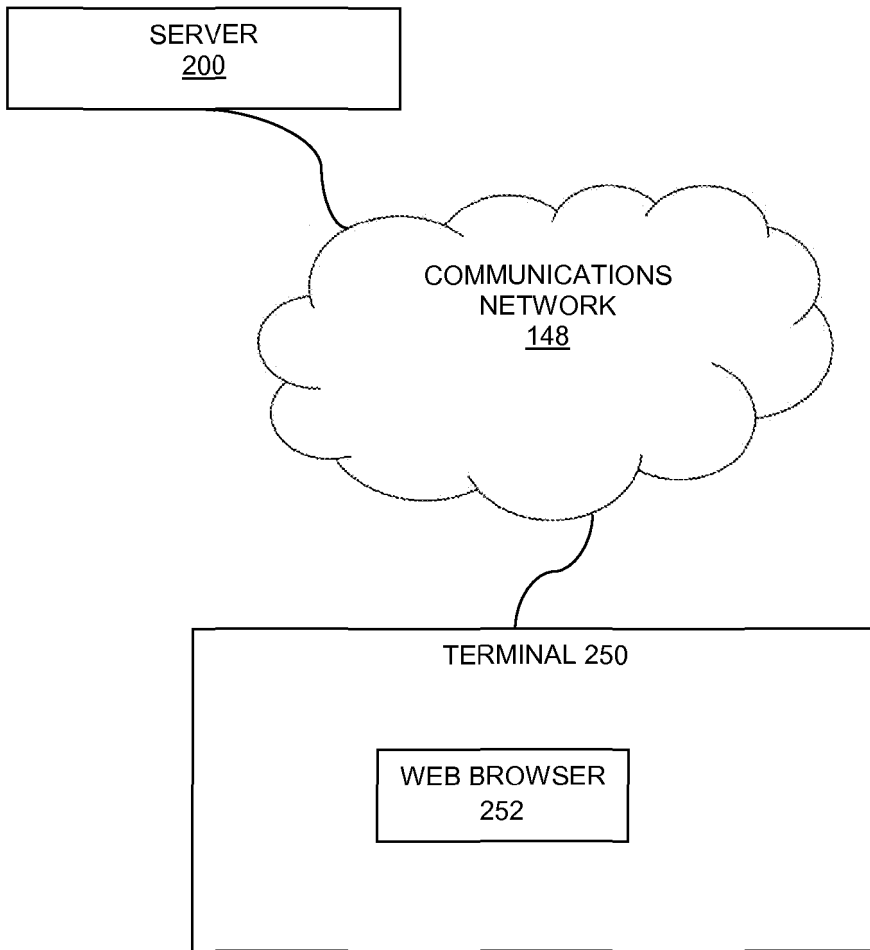 SERVER
200
COMMUNICATIONS
NETWORK
148
TERMINAL 250
WEB BROWSER
252